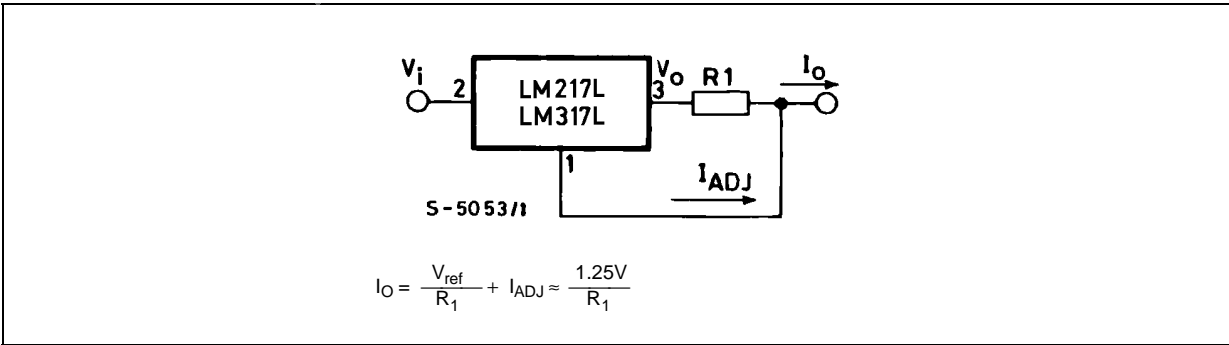 Vi
2
LM217L
LM317L
Vo
3
R1
IO
1
IADJ
S-5053/1
IO = Vref/R1 + IADJ ≈ 1.25V/R1